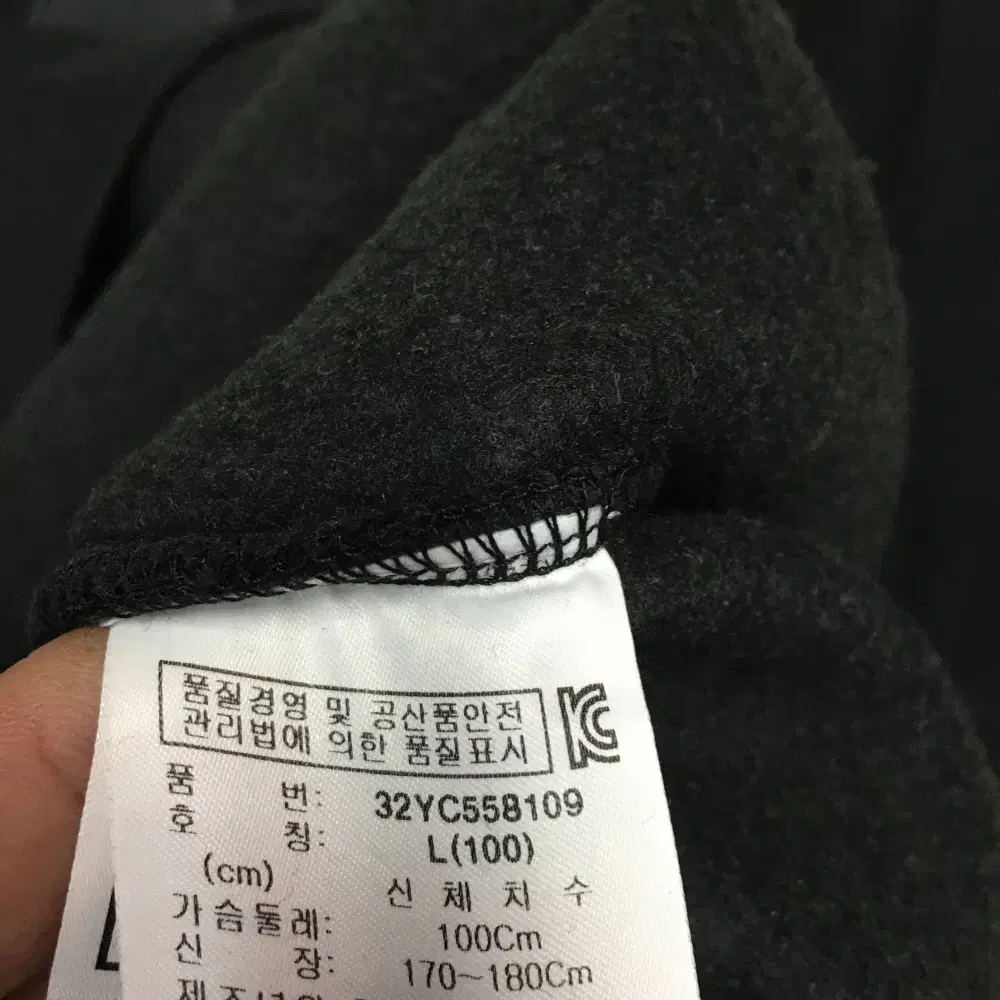 품질경영 및 공산품안전
관리법에 의한 품질표시
KC
품 번: 32YC558109
호 칭: L(100)
(cm) 신 체 치 수
가슴둘레: 100Cm
신 장: 170~180Cm